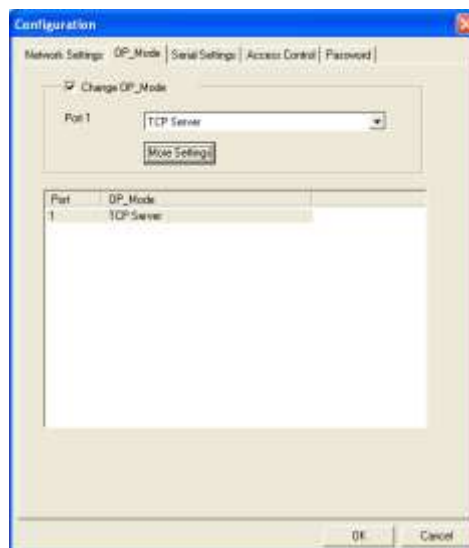 Configuration
Network Settings OP_Mode Serial Settings Access Control Password
Change OP_Mode
Port 1 TCP Server
More Settings
Port OP_Mode
1 TCP Server
OK Cancel